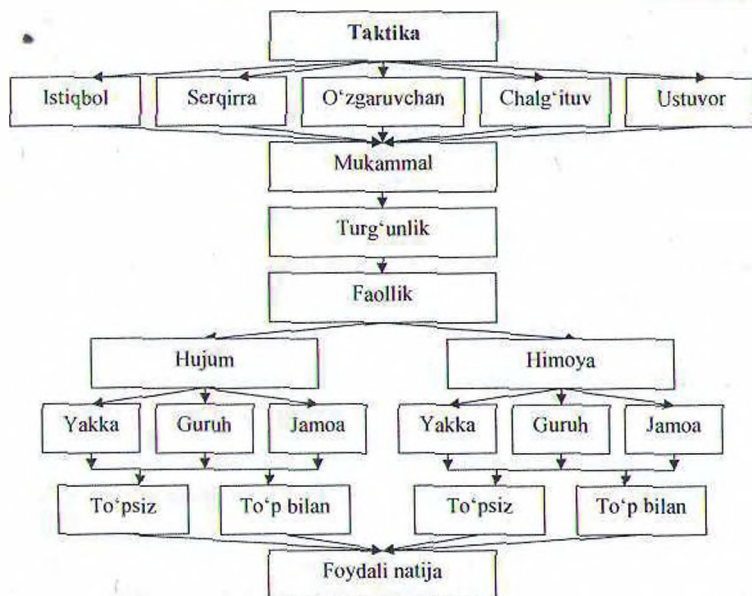 Taktika
Istiqbol Serqirra O‘zgaruvchan Chalg‘ituv Ustuvor
Mukammal
Turg‘unlik
Faollik
Hujum Himoya
Yakka Guruh Jamoa Yakka Guruh Jamoa
To‘psiz To‘p bilan To‘psiz To‘p bilan
Foydali natija